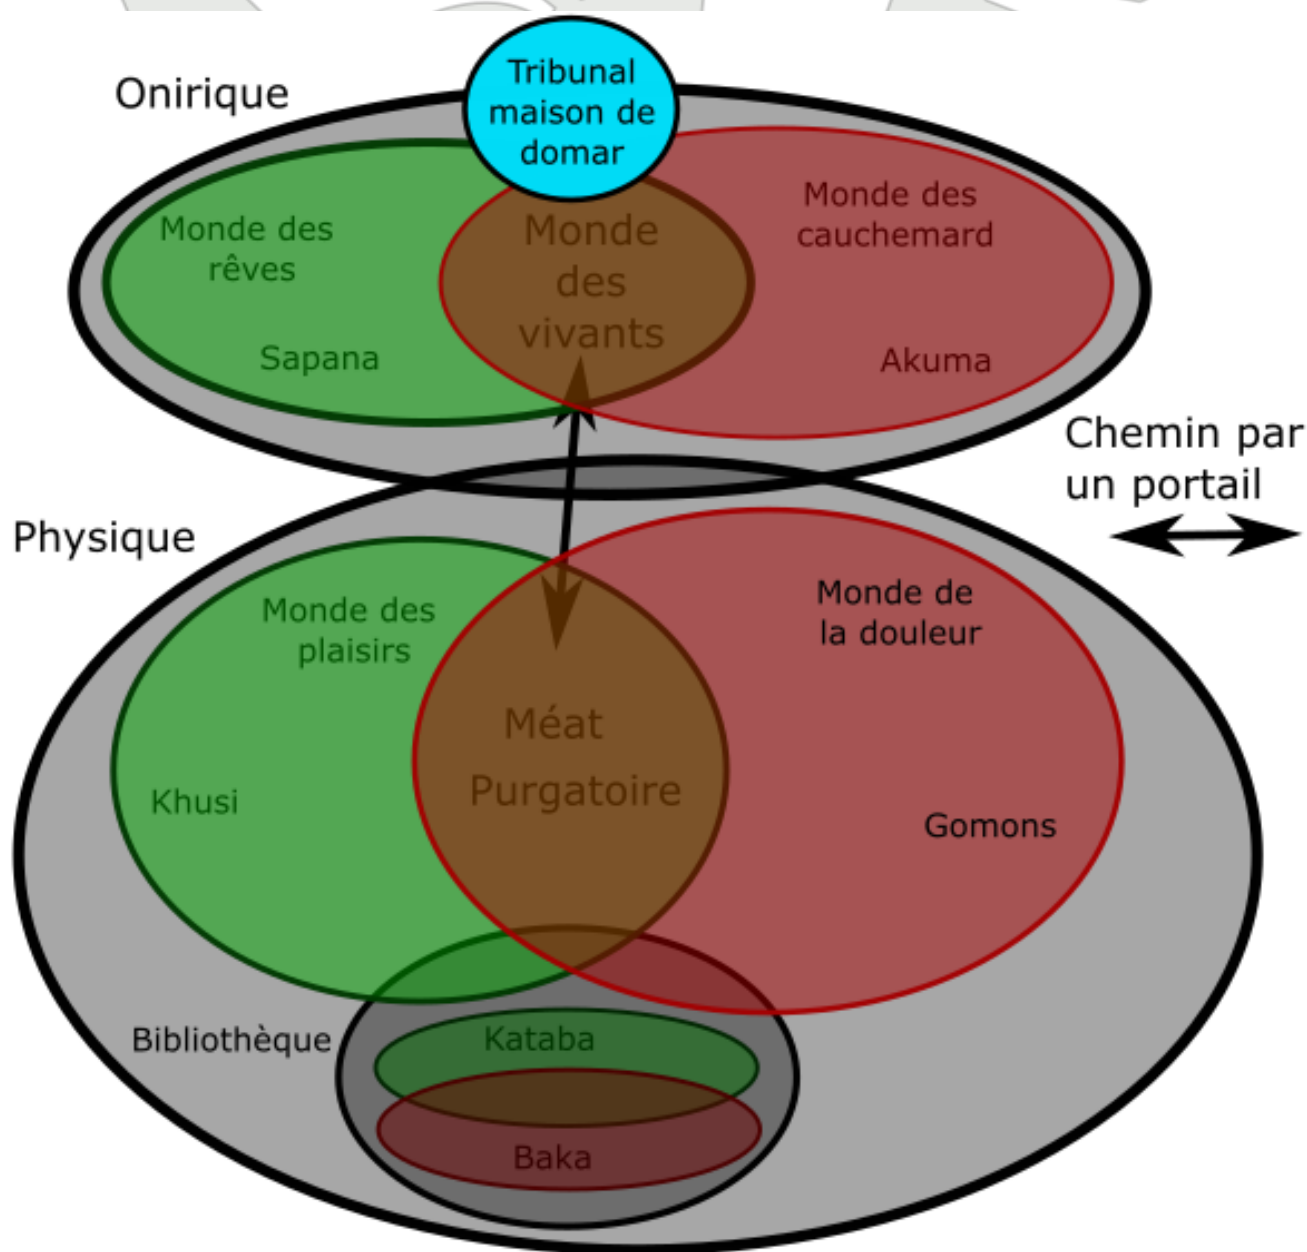 Onirique
Tribunal
maison de
domar
Monde des
rêves
Sapana
Monde
des
vivants
Monde des
cauchemard
Akuma
Chemin par
un portail
Physique
Monde des
plaisirs
Khusi
Méat
Purgatoire
Monde de
la douleur
Gomons
Bibliothèque
Kataba
Baka